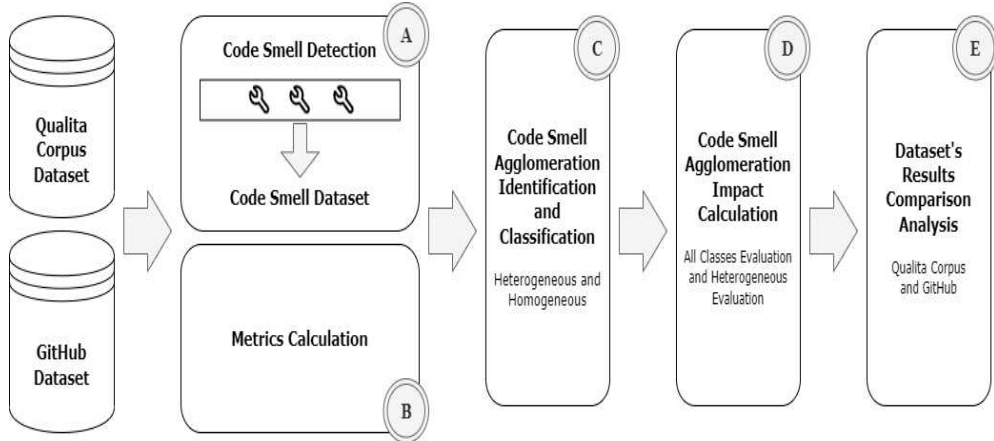 Qualita
Corpus
Dataset
GitHub
Dataset
A
Code Smell Detection
Code Smell Dataset
Metrics Calculation
B
C
Code Smell
Agglomeration
Identification
and
Classification
Heterogeneous and
Homogeneous
D
Code Smell
Agglomeration
Impact
Calculation
All Classes Evaluation
and Heterogeneous
Evaluation
E
Dataset's
Results
Comparison
Analysis
Qualita Corpus
and GitHub